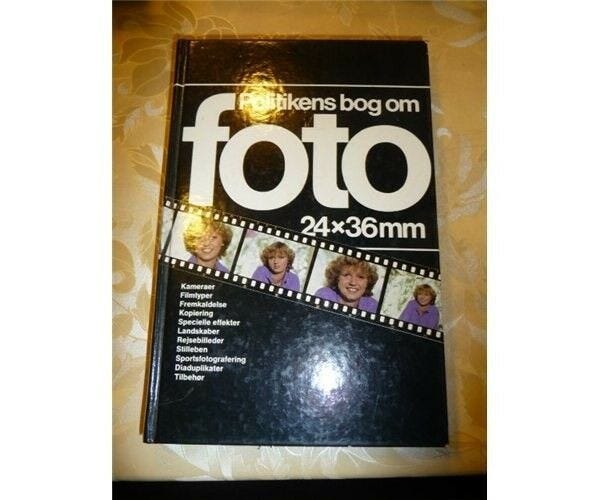 Politikens bog om
foto
24×36mm
Kameraer
Filmtyper
Fremkaldelse
Kopiering
Specielle effekter
Landskaber
Rejsebilleder
Stilleben
Sportsfotografering
Diaduplikater
Tilbehør